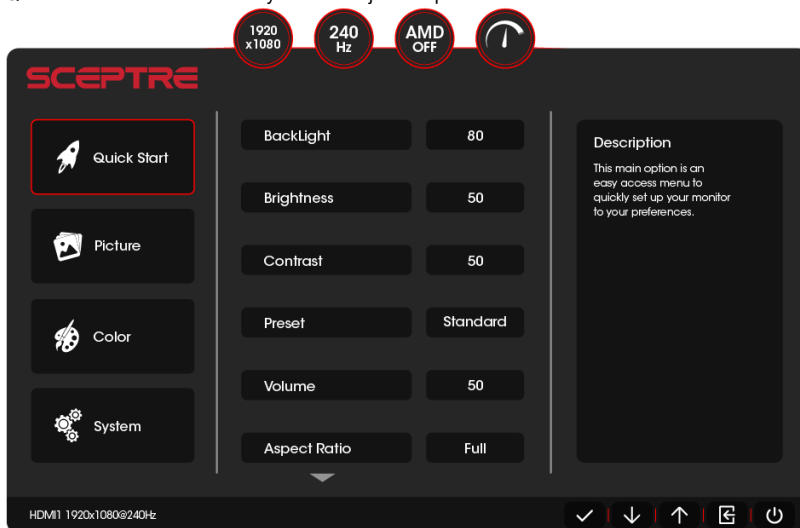 1920
x1080
240
Hz
AMD
OFF
SCEPTRE
Quick Start
Picture
Color
System
BackLight 80
Brightness 50
Contrast 50
Preset Standard
Volume 50
Aspect Ratio Full
Description
This main option is an
easy access menu to
quickly set up your monitor
to your preferences.
HDMI1 1920x1080@240Hz